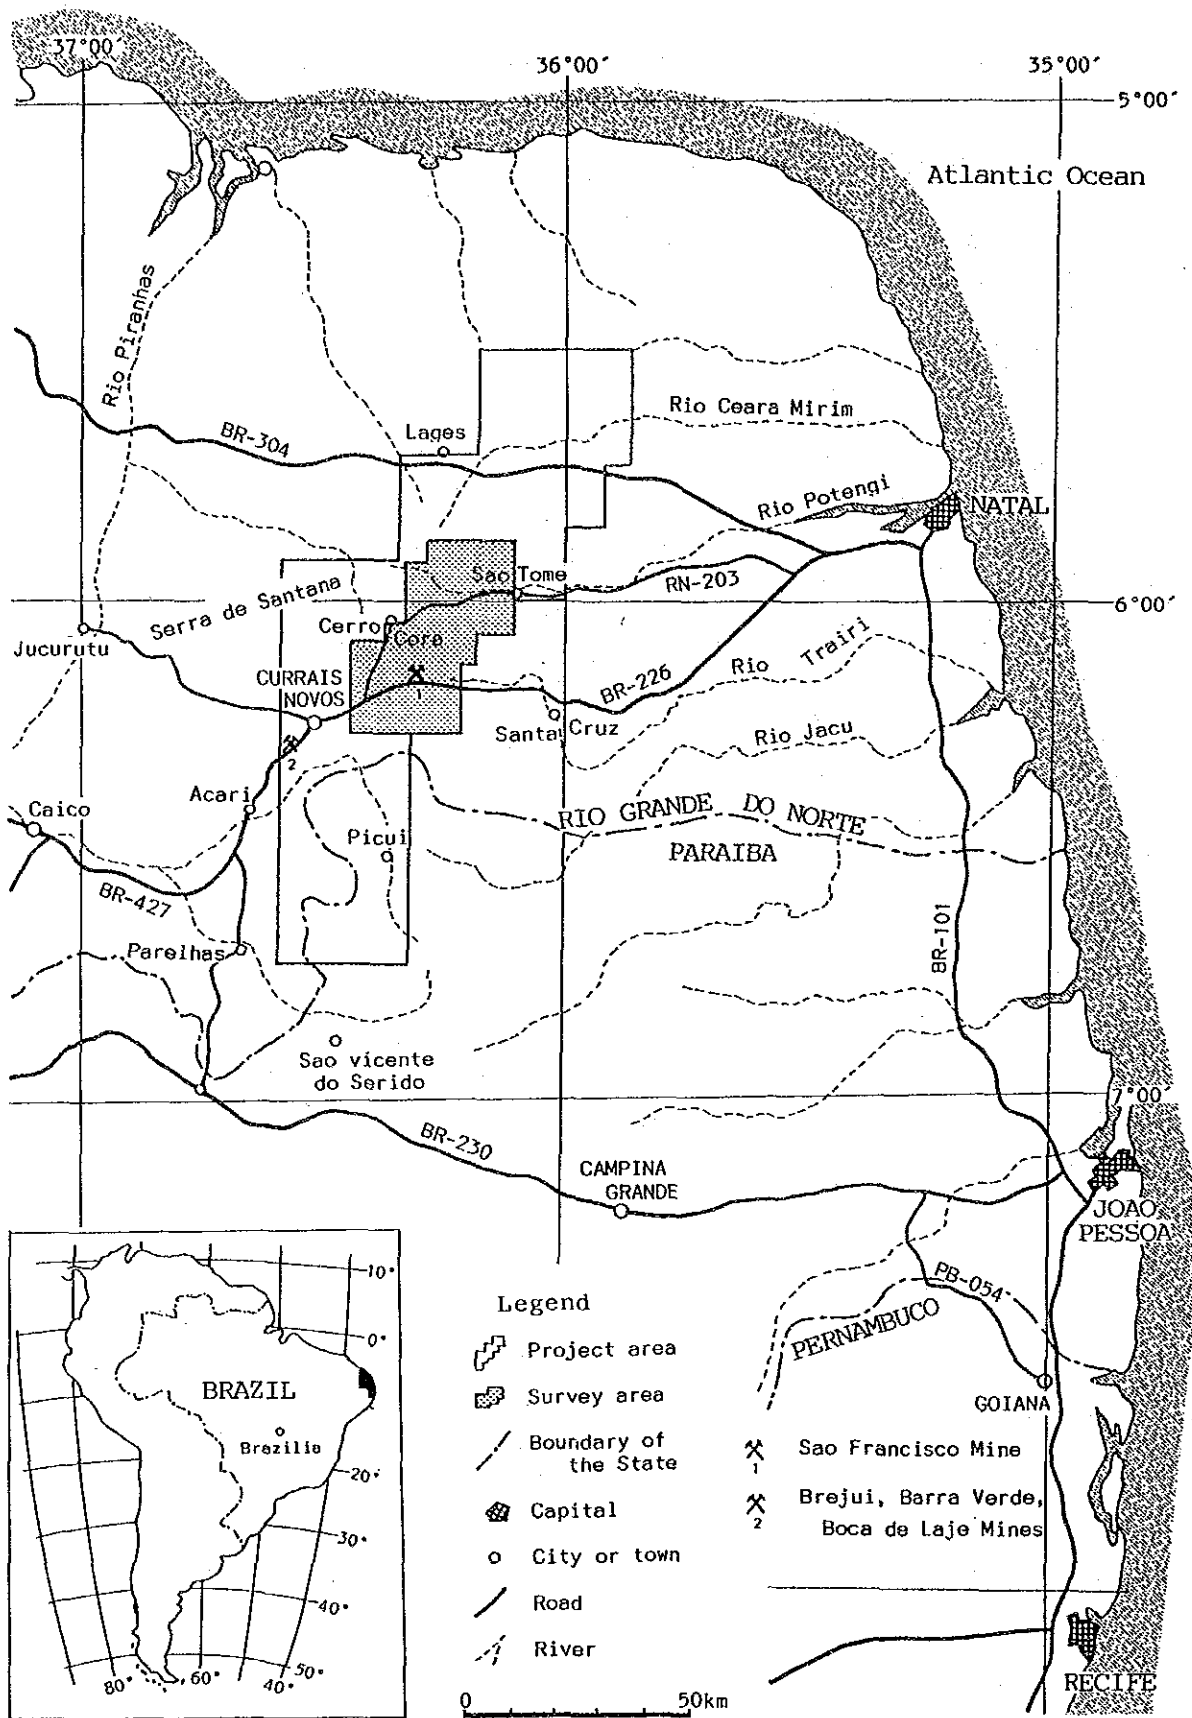 37°00′
36°00′
35°00′
5°00′
Atlantic Ocean
Rio Piranhas
Rio Ceara Mirim
BR-304
Lages
Rio Potengi
NATAL
Sao Tome
RN-203
6°00′
Serra de Santana
Cerro
Cora
Jucurutu
CURRAIS
NOVOS
1
BR-226
Rio Trairi
Santa Cruz
Rio Jacu
2
Acari
Caico
RIO GRANDE DO NORTE
Picui
PARAIBA
BR-427
BR-101
Parelhas
Sao vicente
do Serido
7°00′
BR-230
CAMPINA
GRANDE
JOAO
PESSOA
PB-054
PERNAMBUCO
GOIANA
RECIFE
10°
0°
BRAZIL
Brazilia
20°
30°
40°
50°
80°
60°
40°
Legend
Project area
Survey area
Boundary of
the State
Capital
City or town
Road
River
1 Sao Francisco Mine
2 Brejui, Barra Verde,
Boca de Laje Mines
0 50km